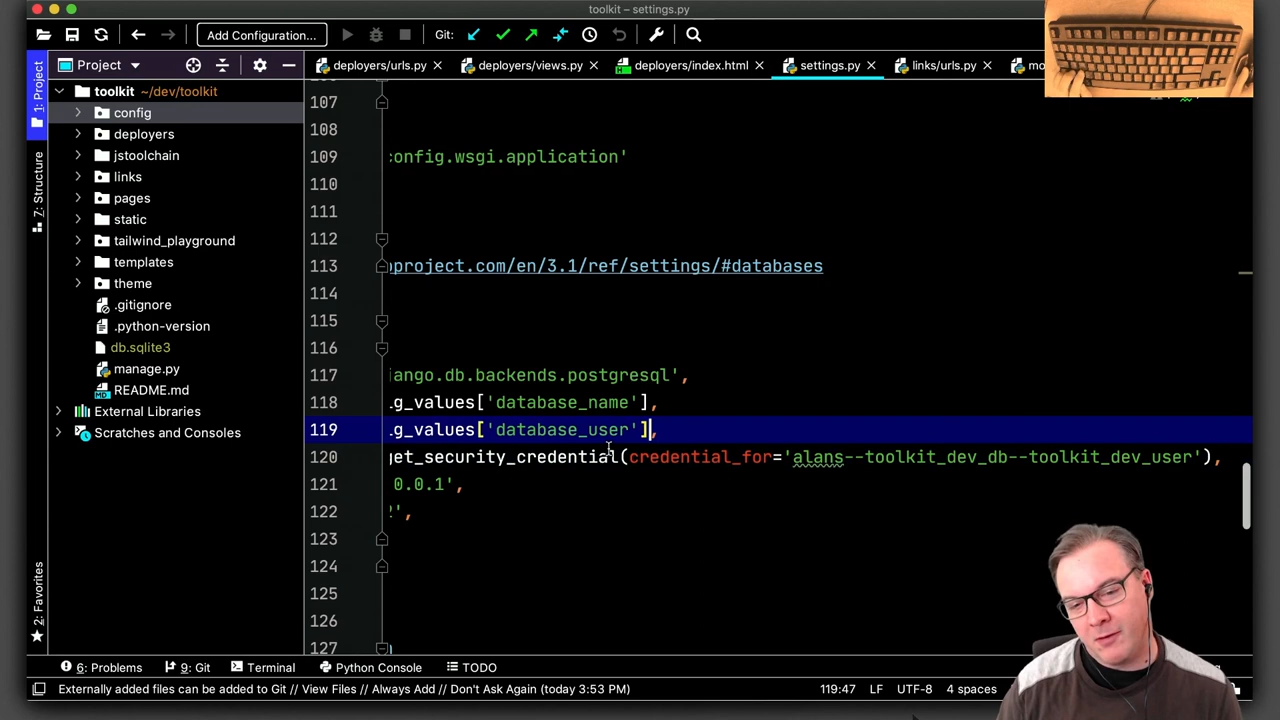 toolkit – settings.py
Add Configuration...
Git:
Project
deployers/urls.py
deployers/views.py
deployers/index.html
settings.py
links/urls.py
1: Project
7: Structure
2: Favorites
toolkit ~/dev/toolkit
config
deployers
jstoolchain
links
pages
static
tailwind_playground
templates
theme
.gitignore
.python-version
db.sqlite3
manage.py
README.md
External Libraries
Scratches and Consoles
107
108
109 config.wsgi.application'
110
111
112
113 project.com/en/3.1/ref/settings/#databases
114
115
116
117 jango.db.backends.postgresql',
118 g_values['database_name'],
119 g_values['database_user'],
120 get_security_credential(credential_for='alans--toolkit_dev_db--toolkit_dev_user'),
121 0.0.1',
122 ',
123
124
125
126
127
6: Problems
9: Git
Terminal
Python Console
TODO
Externally added files can be added to Git // View Files // Always Add // Don't Ask Again (today 3:53 PM)
119:47 LF UTF-8 4 spaces